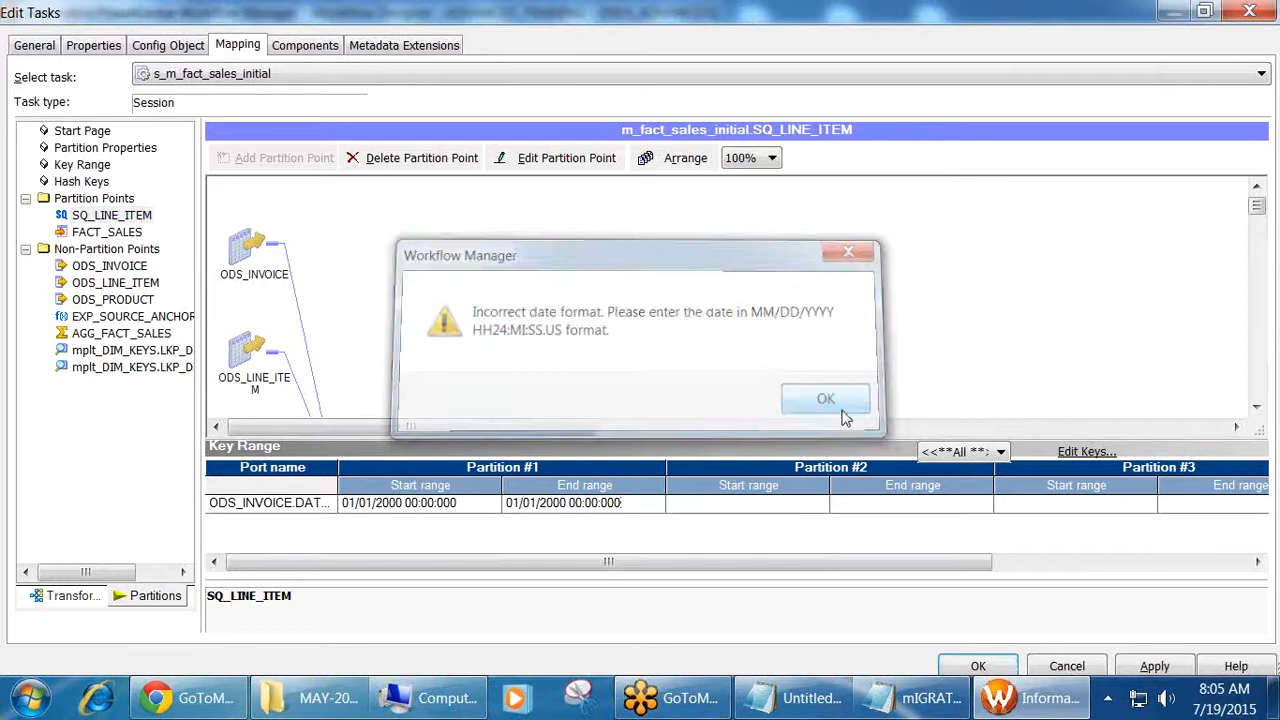 Edit Tasks
General Properties Config Object Mapping Components Metadata Extensions
Select task: s_m_fact_sales_initial
Task type: Session
Start Page
Partition Properties
Key Range
Hash Keys
Partition Points
SQ_LINE_ITEM
FACT_SALES
Non-Partition Points
ODS_INVOICE
ODS_LINE_ITEM
ODS_PRODUCT
EXP_SOURCE_ANCHOR
AGG_FACT_SALES
mplt_DIM_KEYS.LKP_D
mplt_DIM_KEYS.LKP_D
Transfor... Partitions
m_fact_sales_initial.SQ_LINE_ITEM
Add Partition Point Delete Partition Point Edit Partition Point Arrange 100%
ODS_INVOICE
ODS_LINE_ITE
M
Workflow Manager
Incorrect date format. Please enter the date in MM/DD/YYYY
HH24:MI:SS.US format.
OK
Key Range <<**All **> Edit Keys...
Port name Partition #1 Partition #2 Partition #3
Start range End range Start range End range Start range End range
ODS_INVOICE.DAT... 01/01/2000 00:00:000 01/01/2000 00:00:000
SQ_LINE_ITEM
OK Cancel Apply Help
GoToM... MAY-20... Comput... GoToM... Untitled... mIGRAT... Informa...
8:05 AM
7/19/2015